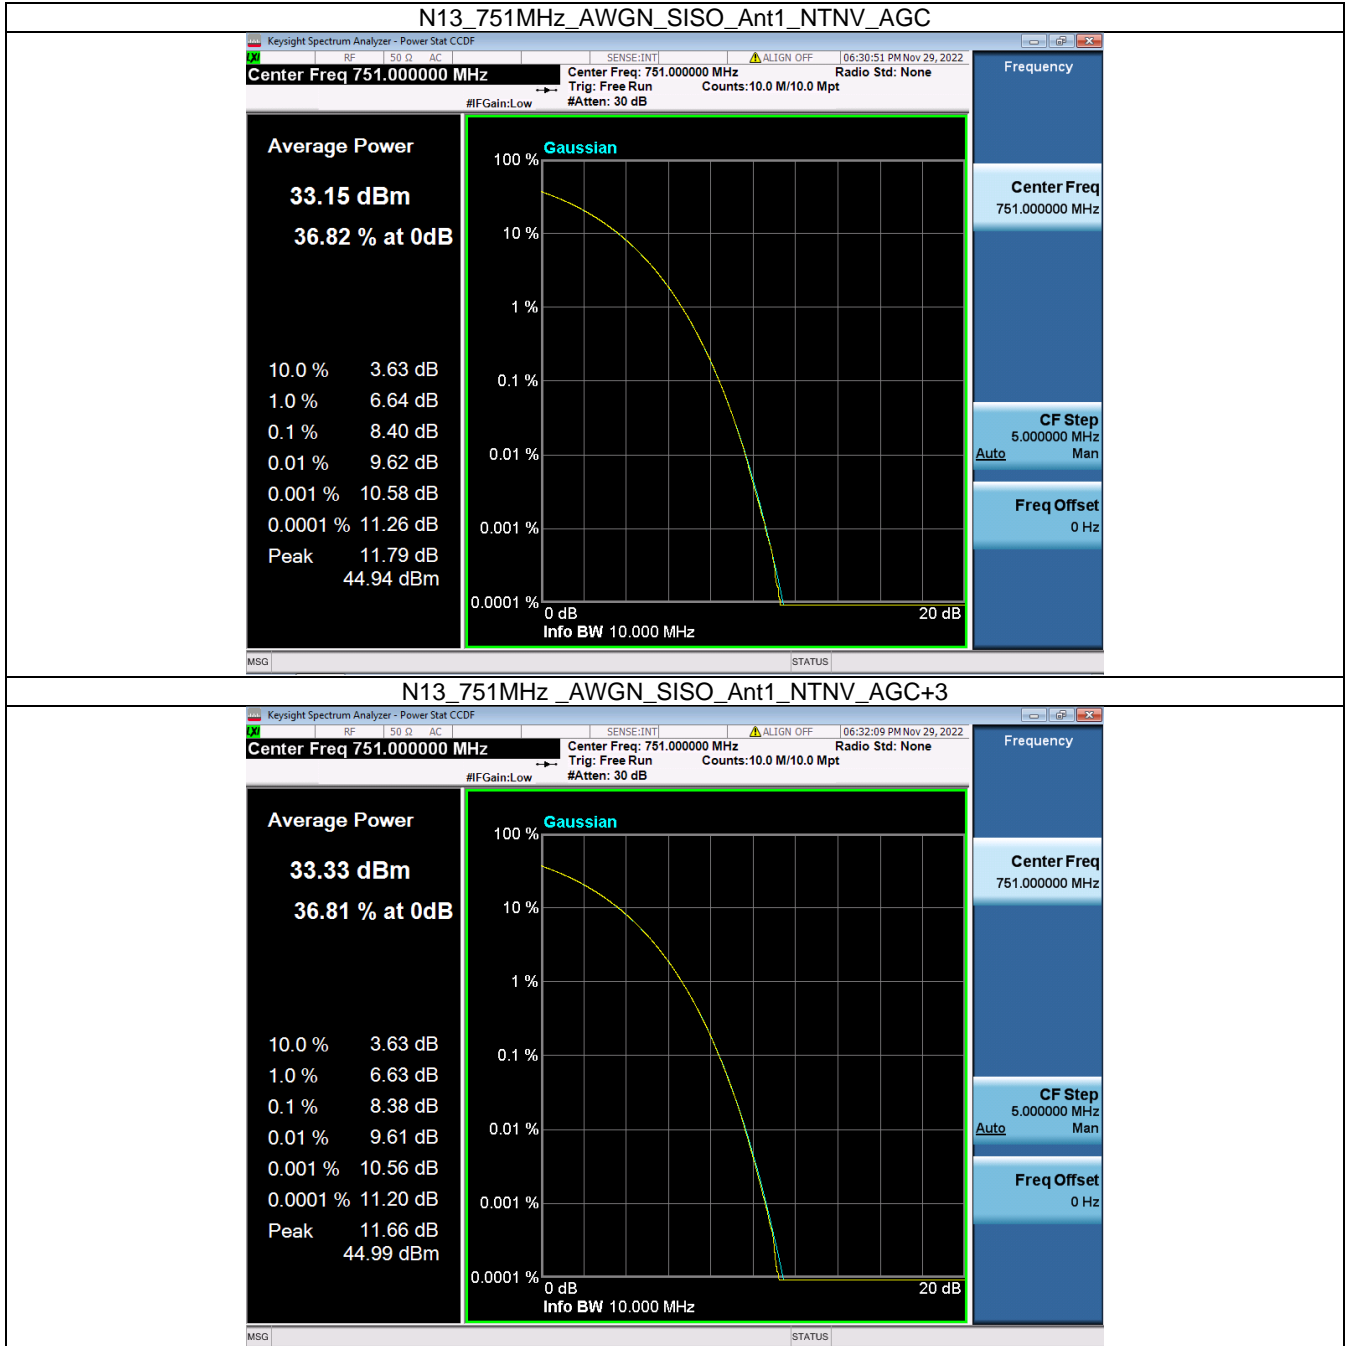 N13_751MHz_AWGN_SISO_Ant1_NTNV_AGC
Keysight Spectrum Analyzer - Power Stat CCDF
LXI RF 50 Ω AC SENSE:INT ALIGN OFF 06:30:51 PM Nov 29, 2022
Center Freq 751.000000 MHz
Center Freq: 751.000000 MHz Radio Std: None
Trig: Free Run Counts:10.0 M/10.0 Mpt
#IFGain:Low #Atten: 30 dB
Frequency
Average Power
33.15 dBm
36.82 % at 0dB
10.0 % 3.63 dB
1.0 % 6.64 dB
0.1 % 8.40 dB
0.01 % 9.62 dB
0.001 % 10.58 dB
0.0001 % 11.26 dB
Peak 11.79 dB
44.94 dBm
Gaussian
100 %
10 %
1 %
0.1 %
0.01 %
0.001 %
0.0001 %
0 dB 20 dB
Info BW 10.000 MHz
Center Freq
751.000000 MHz
CF Step
5.000000 MHz
Auto Man
Freq Offset
0 Hz
MSG STATUS
N13_751MHz _AWGN_SISO_Ant1_NTNV_AGC+3
Keysight Spectrum Analyzer - Power Stat CCDF
LXI RF 50 Ω AC SENSE:INT ALIGN OFF 06:32:09 PM Nov 29, 2022
Center Freq 751.000000 MHz
Center Freq: 751.000000 MHz Radio Std: None
Trig: Free Run Counts:10.0 M/10.0 Mpt
#IFGain:Low #Atten: 30 dB
Frequency
Average Power
33.33 dBm
36.81 % at 0dB
10.0 % 3.63 dB
1.0 % 6.63 dB
0.1 % 8.38 dB
0.01 % 9.61 dB
0.001 % 10.56 dB
0.0001 % 11.20 dB
Peak 11.66 dB
44.99 dBm
Gaussian
100 %
10 %
1 %
0.1 %
0.01 %
0.001 %
0.0001 %
0 dB 20 dB
Info BW 10.000 MHz
Center Freq
751.000000 MHz
CF Step
5.000000 MHz
Auto Man
Freq Offset
0 Hz
MSG STATUS